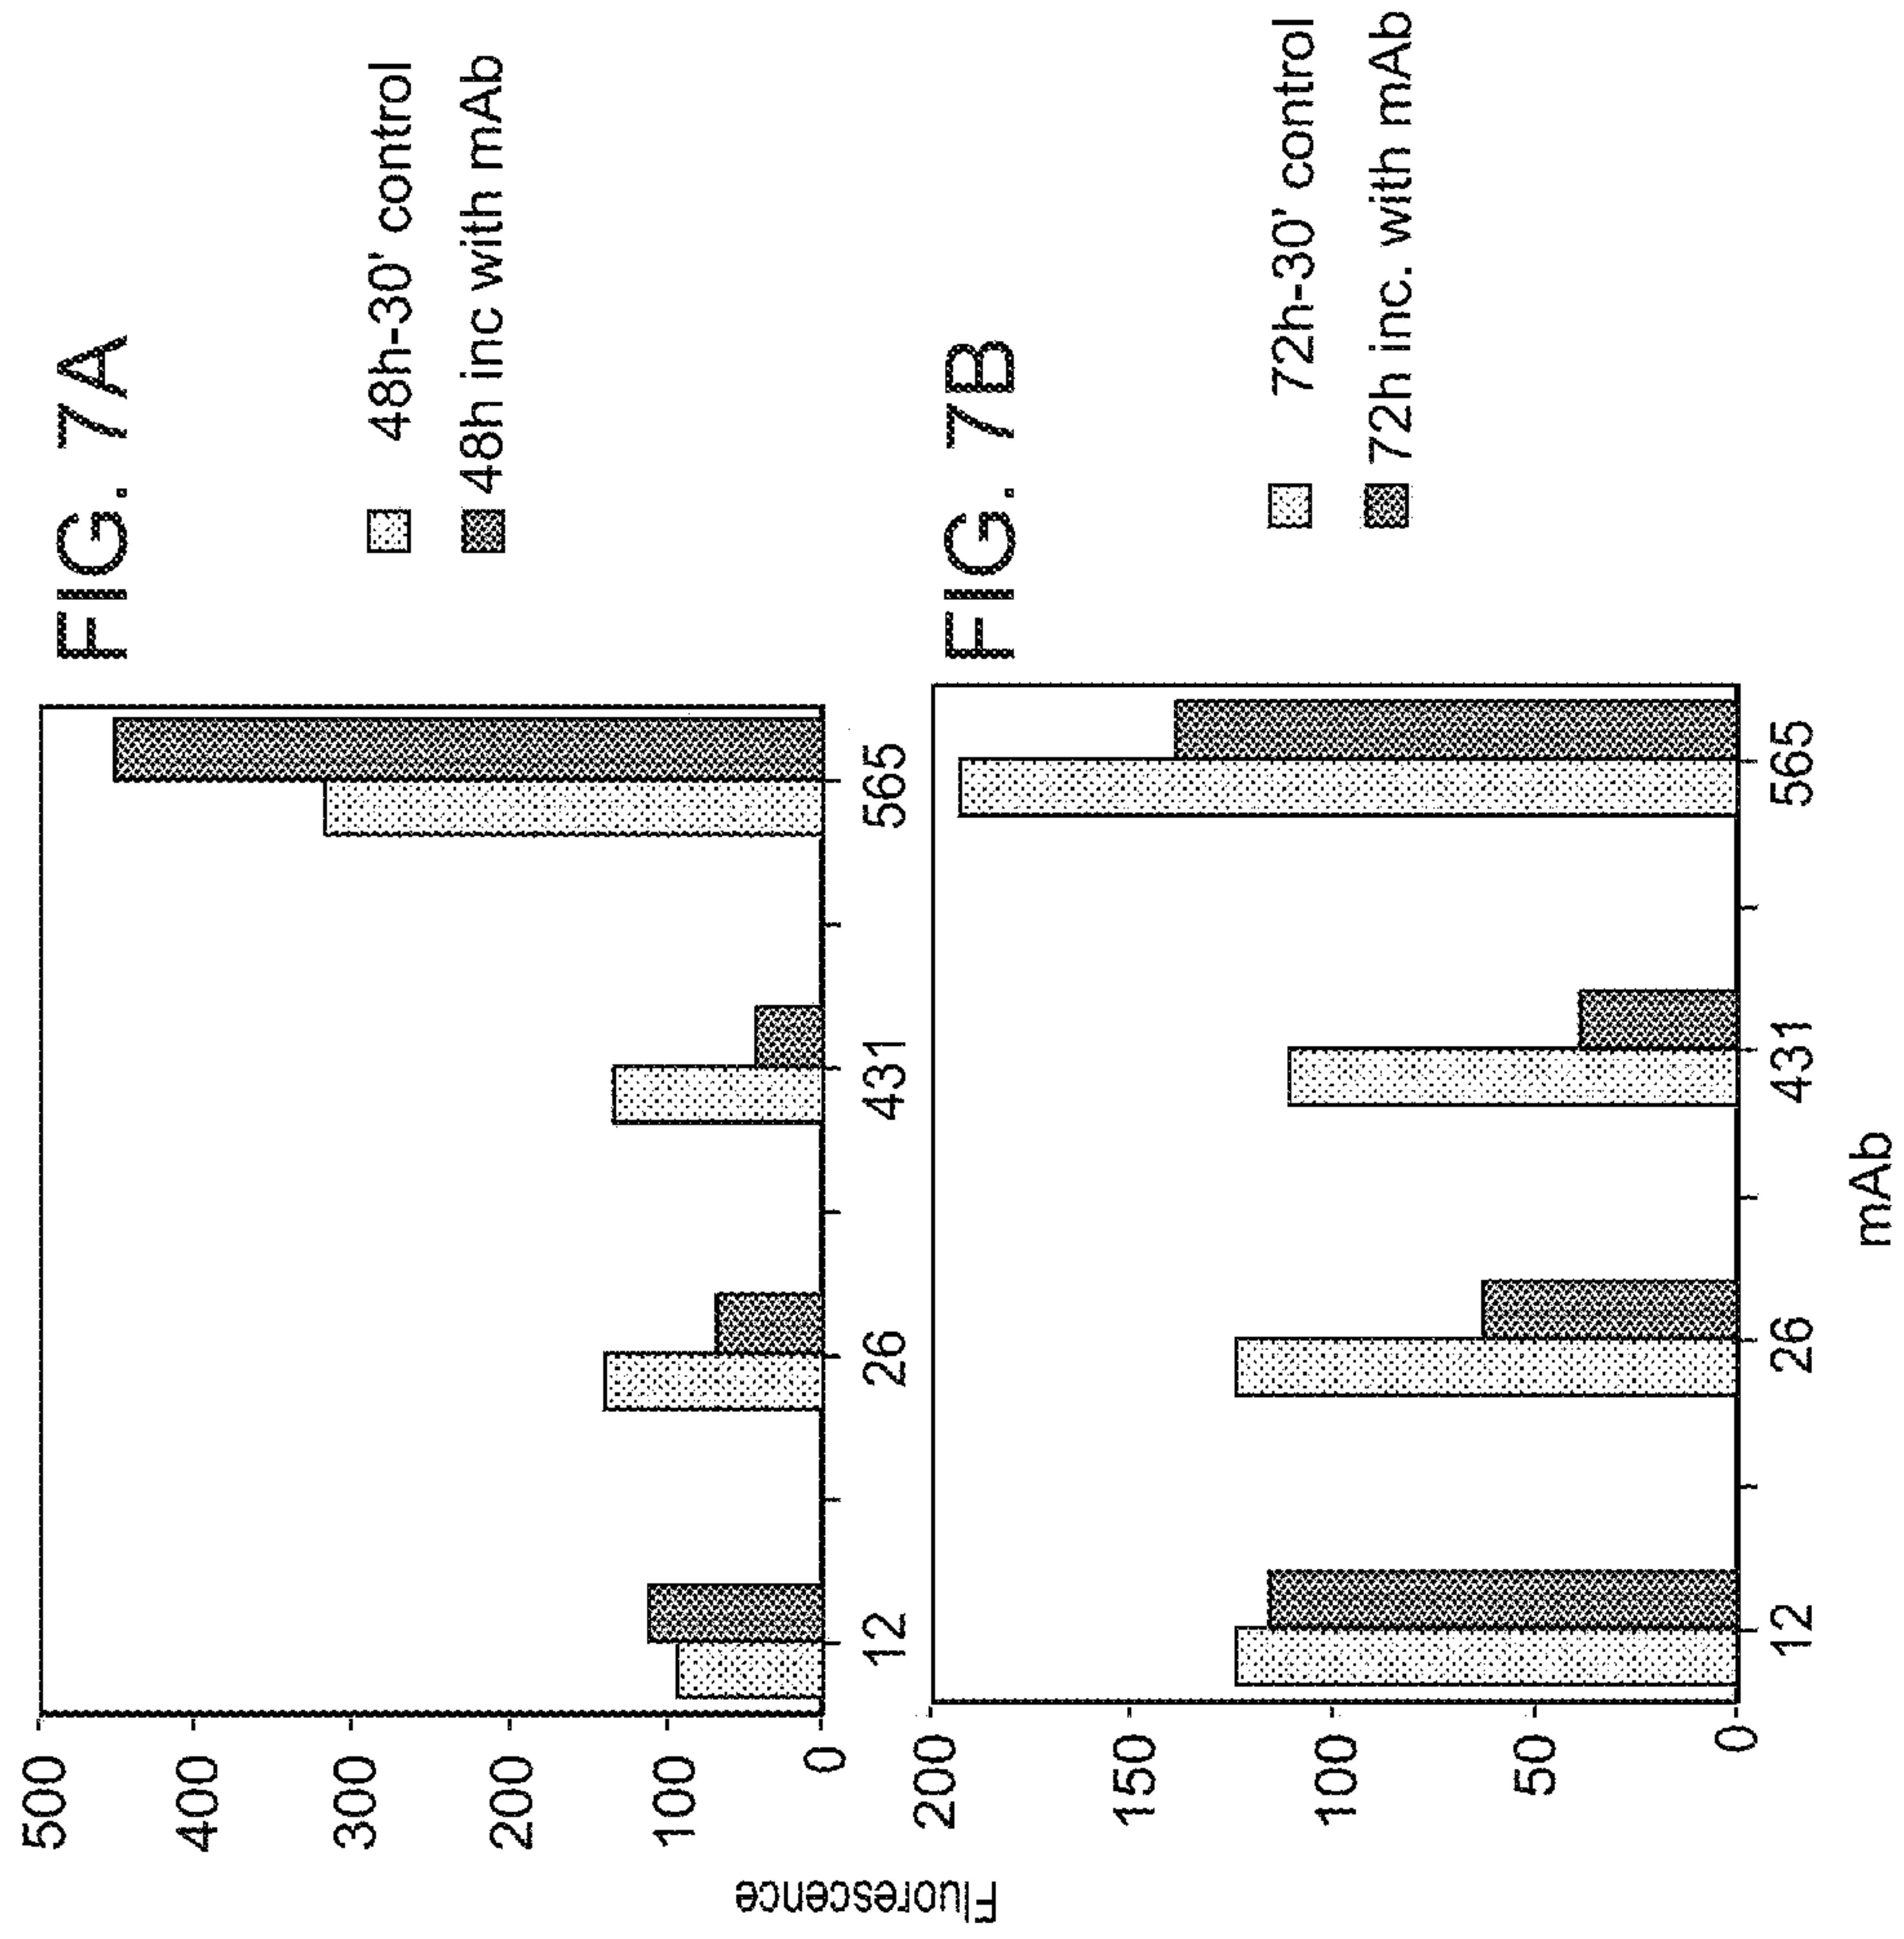 FIG. 7A
500
400
300
200
100
0
12
26
431
565
48h-30' control
48h inc with mAb
Fluorescence
FIG. 7B
200
150
100
50
0
12
26
431
565
mAb
72h-30' control
72h inc. with mAb